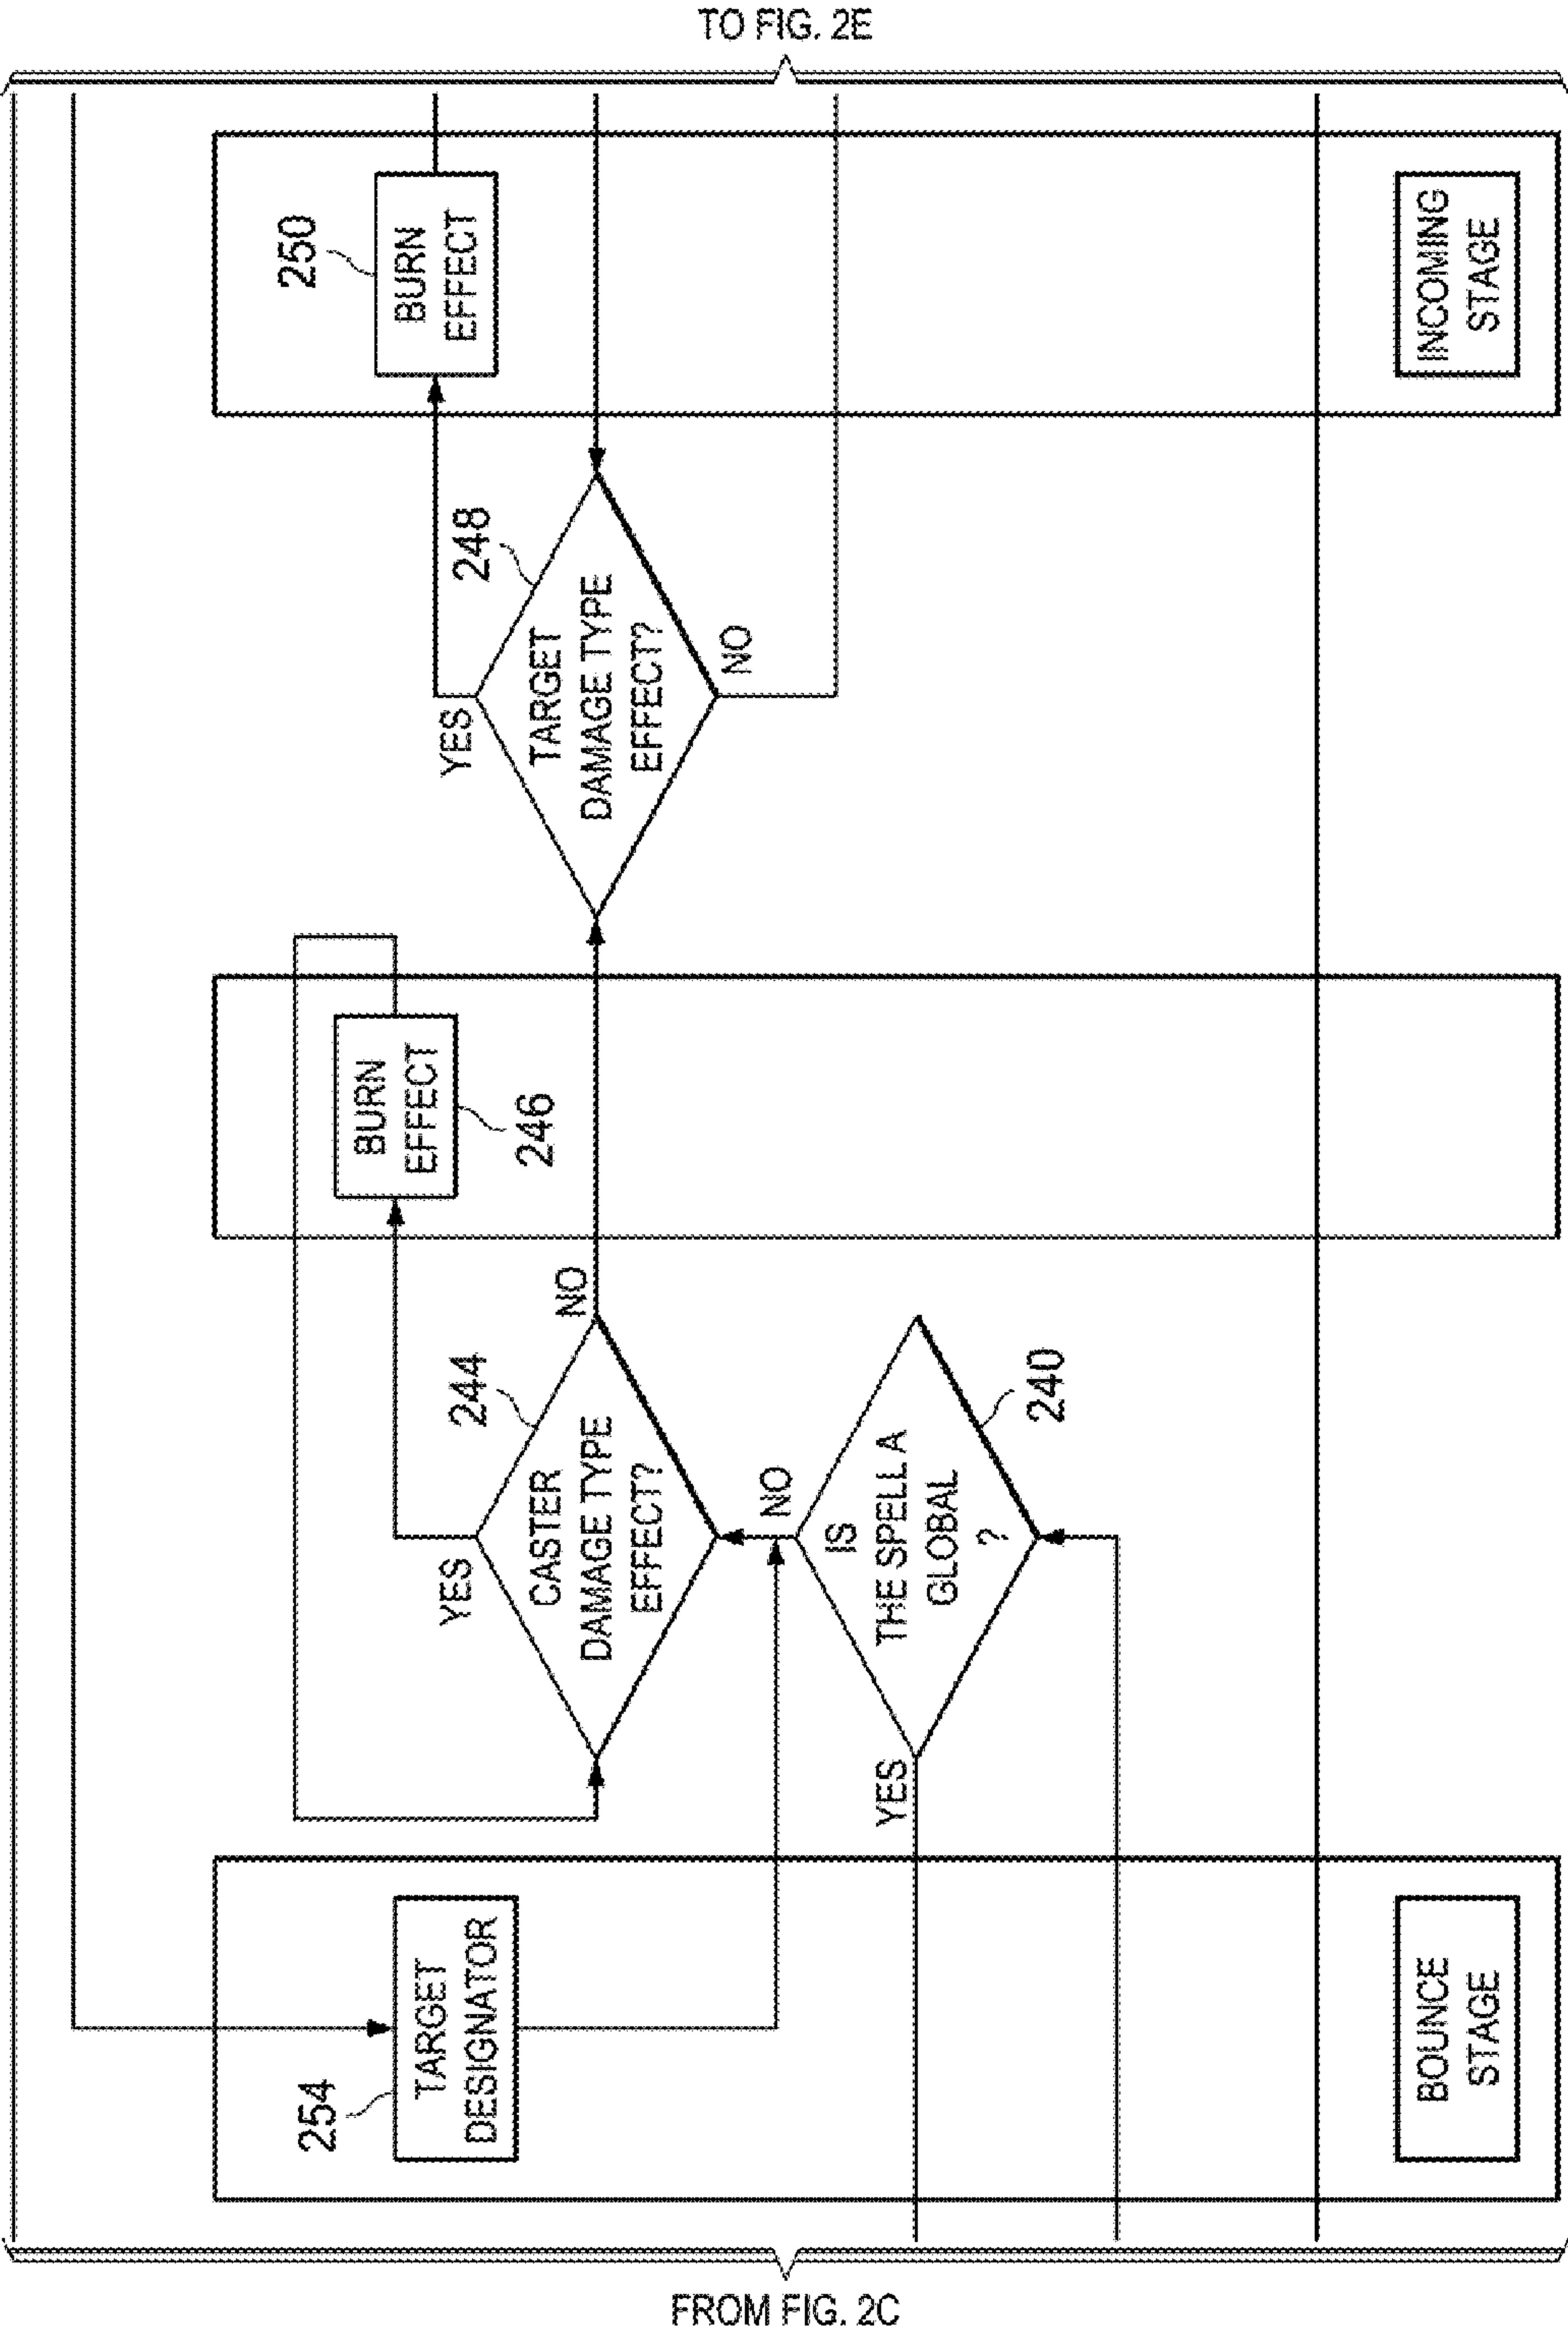 TO FIG. 2E
250
BURN
EFFECT
INCOMING
STAGE
248
YES
TARGET
DAMAGE TYPE
EFFECT?
NO
BURN
EFFECT
246
NO
244
YES
CASTER
DAMAGE TYPE
EFFECT?
NO
IS
THE SPELL A
GLOBAL
?
240
YES
254
TARGET
DESIGNATOR
BOUNCE
STAGE
FROM FIG. 2C